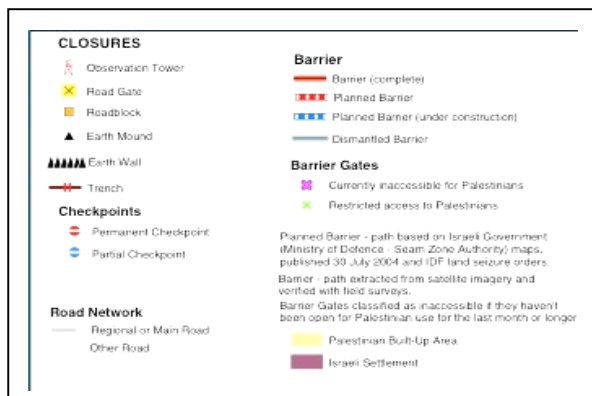 CLOSURES
Observation Tower
Road Gate
Roadblock
Earth Mound
Earth Wall
Trench
Checkpoints
Permanent Checkpoint
Partial Checkpoint
Road Network
Regional or Main Road
Other Road
Barrier
Barrier (complete)
Planned Barrier
Planned Barrier (under construction)
Dismantled Barrier
Barrier Gates
Currently inaccessible for Palestinians
Restricted access to Palestinians
Planned Barrier - path based on Israeli Government
(Ministry of Defence - Seam Zone Authority) maps,
published 30 July 2004 and IDF land seizure orders.
Barrier - path extracted from satellite imagery and
verified with field surveys.
Barrier Gates classified as inaccessible if they haven't
been open for Palestinian use for the last month or longer
Palestinian Built-Up Area
Israeli Settlement